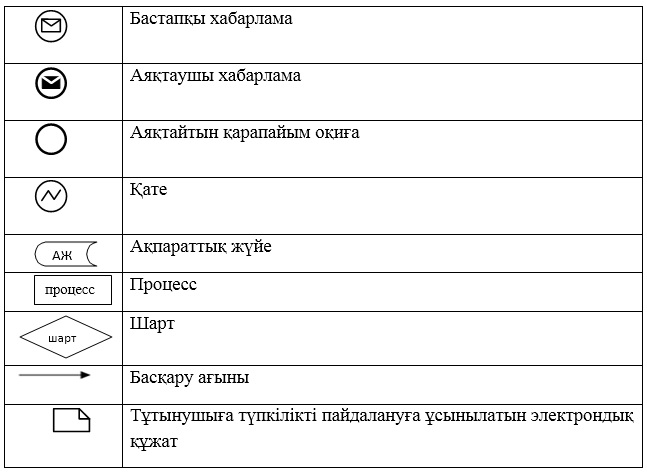 Бастапқы хабарлама
Аяқтаушы хабарлама
Аяқтайтын қарапайым оқиға
Қате
АЖ
Ақпараттық жүйе
процесс
Процесс
шарт
Шарт
Басқару ағыны
Тұтынушыға түпкілікті пайдалануға ұсынылатын электрондық
құжат